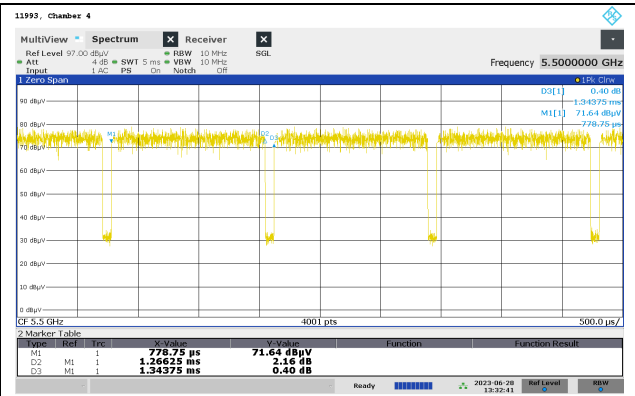 11993, Chamber 4
MultiView Spectrum X Receiver X
Ref Level 97.00 dBµV RBW 10 MHz SGL
Att 4 dB SWT 5 ms VBW 10 MHz Frequency 5.5000000 GHz
Input 1 AC PS On Notch Off
1 Zero Span 1Pk Clrw
D3[1] 0.40 dB
1.34375 ms
M1[1] 71.64 dBµV
778.75 µs
90 dBµV
80 dBµV
M1 D2 D3
70 dBµV
60 dBµV
50 dBµV
40 dBµV
30 dBµV
20 dBµV
10 dBµV
0 dBµV
CF 5.5 GHz 4001 pts 500.0 µs/
2 Marker Table
Type Ref Trc X-Value Y-Value Function Function Result
M1 1 778.75 µs 71.64 dBµV
D2 M1 1 1.26625 ms 2.16 dB
D3 M1 1 1.34375 ms 0.40 dB
Ready 2023-06-28 Ref Level RBW
13:32:41